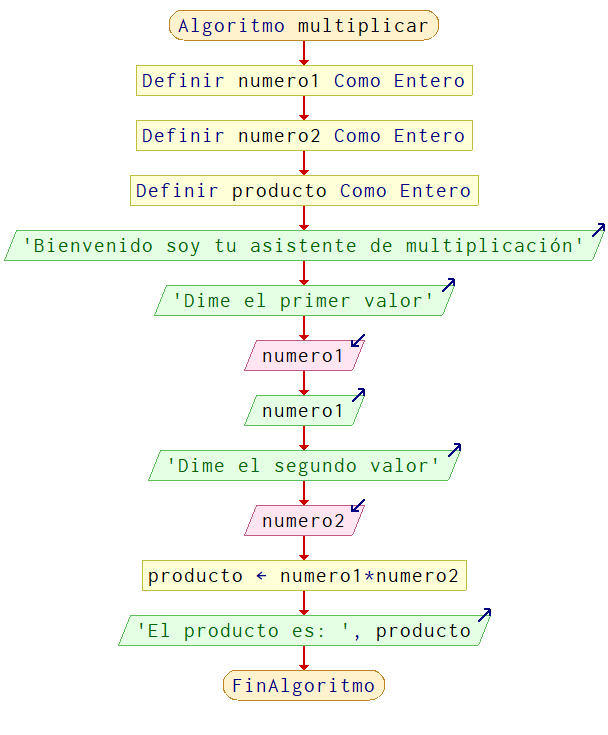 Algoritmo multiplicar
Definir numero1 Como Entero
Definir numero2 Como Entero
Definir producto Como Entero
'Bienvenido soy tu asistente de multiplicación'
'Dime el primer valor'
numero1
numero1
'Dime el segundo valor'
numero2
producto ← numero1*numero2
'El producto es: ', producto
FinAlgoritmo